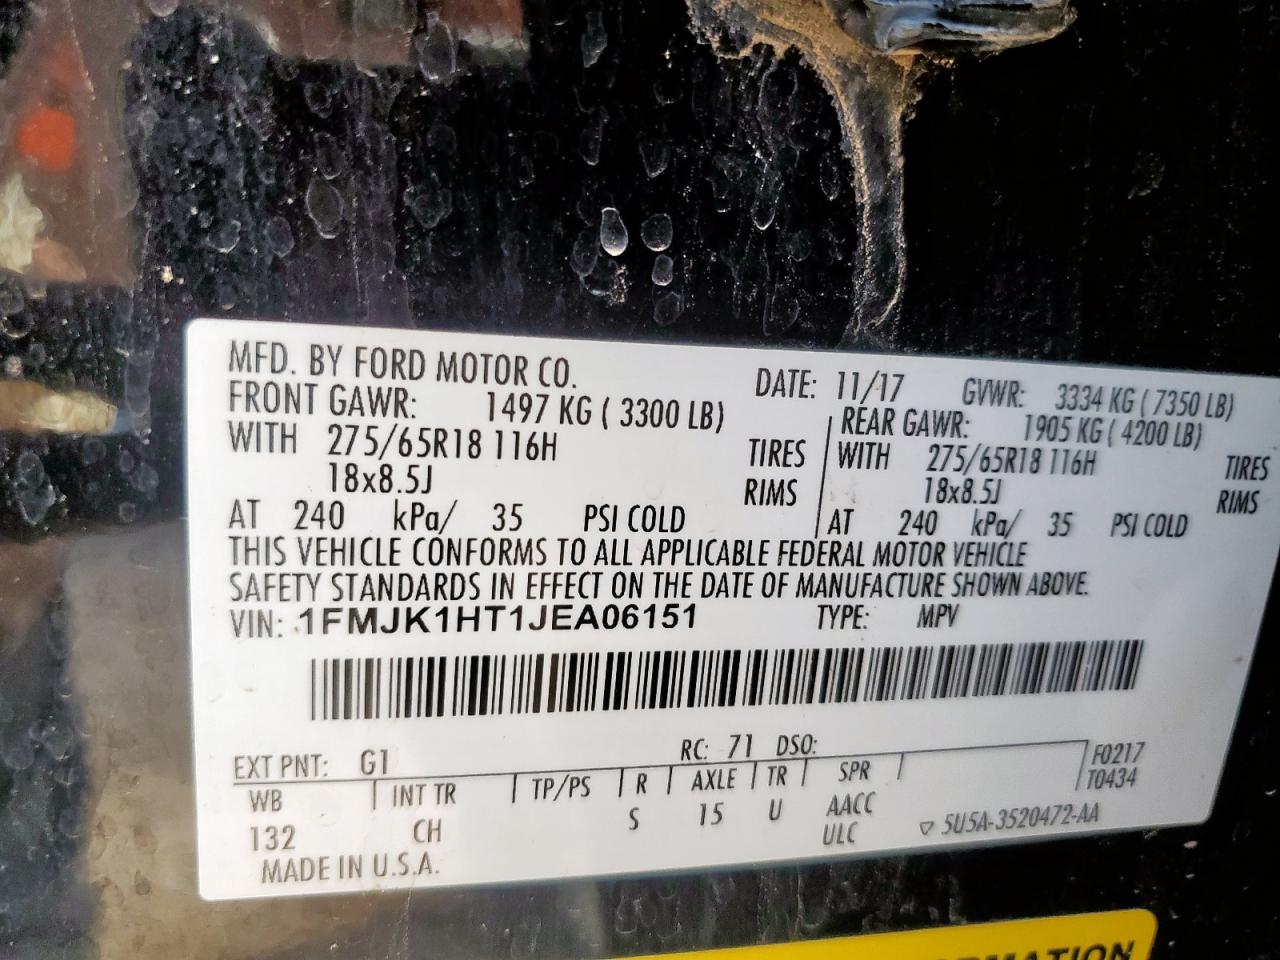 MFD. BY FORD MOTOR CO. DATE: 11/17 GVWR: 3334 KG ( 7350 LB)
FRONT GAWR: 1497 KG ( 3300 LB) REAR GAWR: 1905 KG ( 4200 LB)
WITH 275/65R18 116H TIRES WITH 275/65R18 116H TIRES
18x8.5J RIMS 18x8.5J RIMS
AT 240 kPa/ 35 PSI COLD AT 240 kPa/ 35 PSI COLD
THIS VEHICLE CONFORMS TO ALL APPLICABLE FEDERAL MOTOR VEHICLE
SAFETY STANDARDS IN EFFECT ON THE DATE OF MANUFACTURE SHOWN ABOVE.
VIN: 1FMJK1HT1JEA06151 TYPE: MPV
EXT PNT: G1 RC: 71 DSO: F0217
WB INT TR TP/PS R AXLE TR SPR T0434
132 CH S 15 U AACC
ULC ▽ 5U5A-3520472-AA
MADE IN U.S.A.